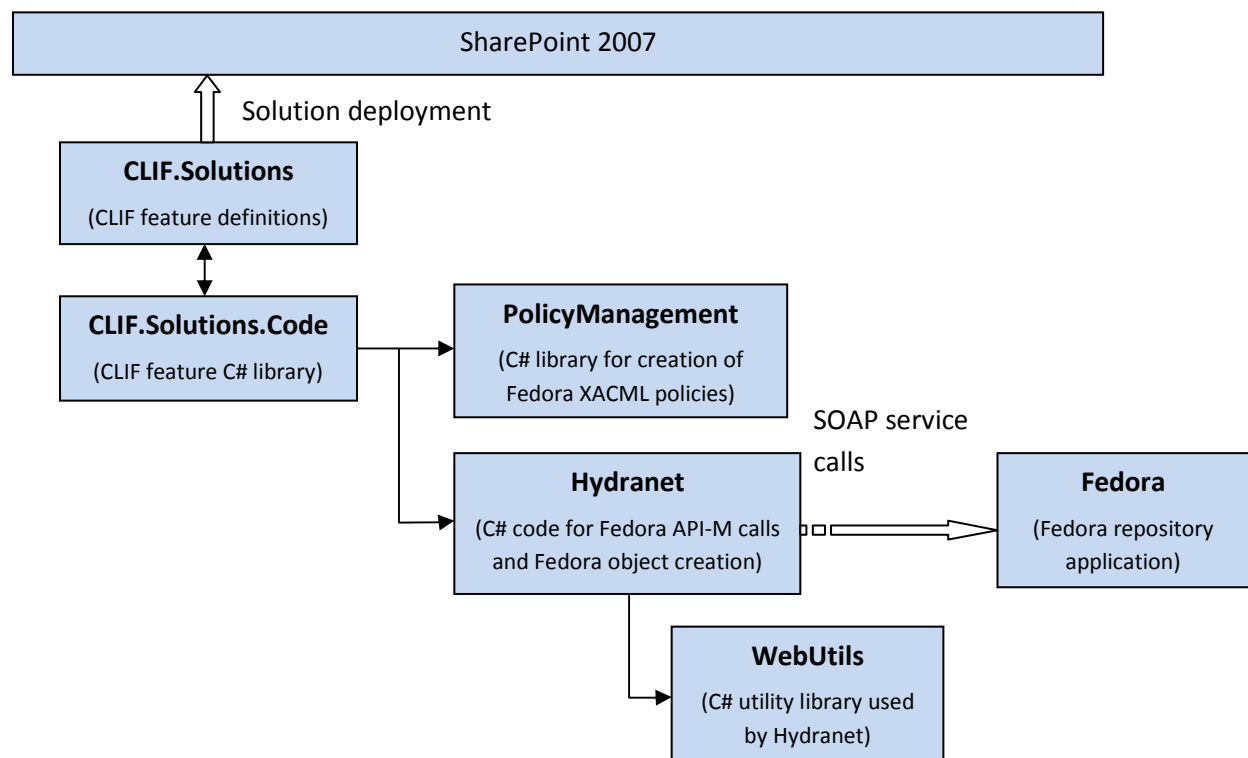 SharePoint 2007
Solution deployment
CLIF.Solutions
(CLIF feature definitions)
CLIF.Solutions.Code
(CLIF feature C# library)
PolicyManagement
(C# library for creation of
Fedora XACML policies)
SOAP service
calls
Hydranet
(C# code for Fedora API-M calls
and Fedora object creation)
Fedora
(Fedora repository
application)
WebUtils
(C# utility library used
by Hydranet)